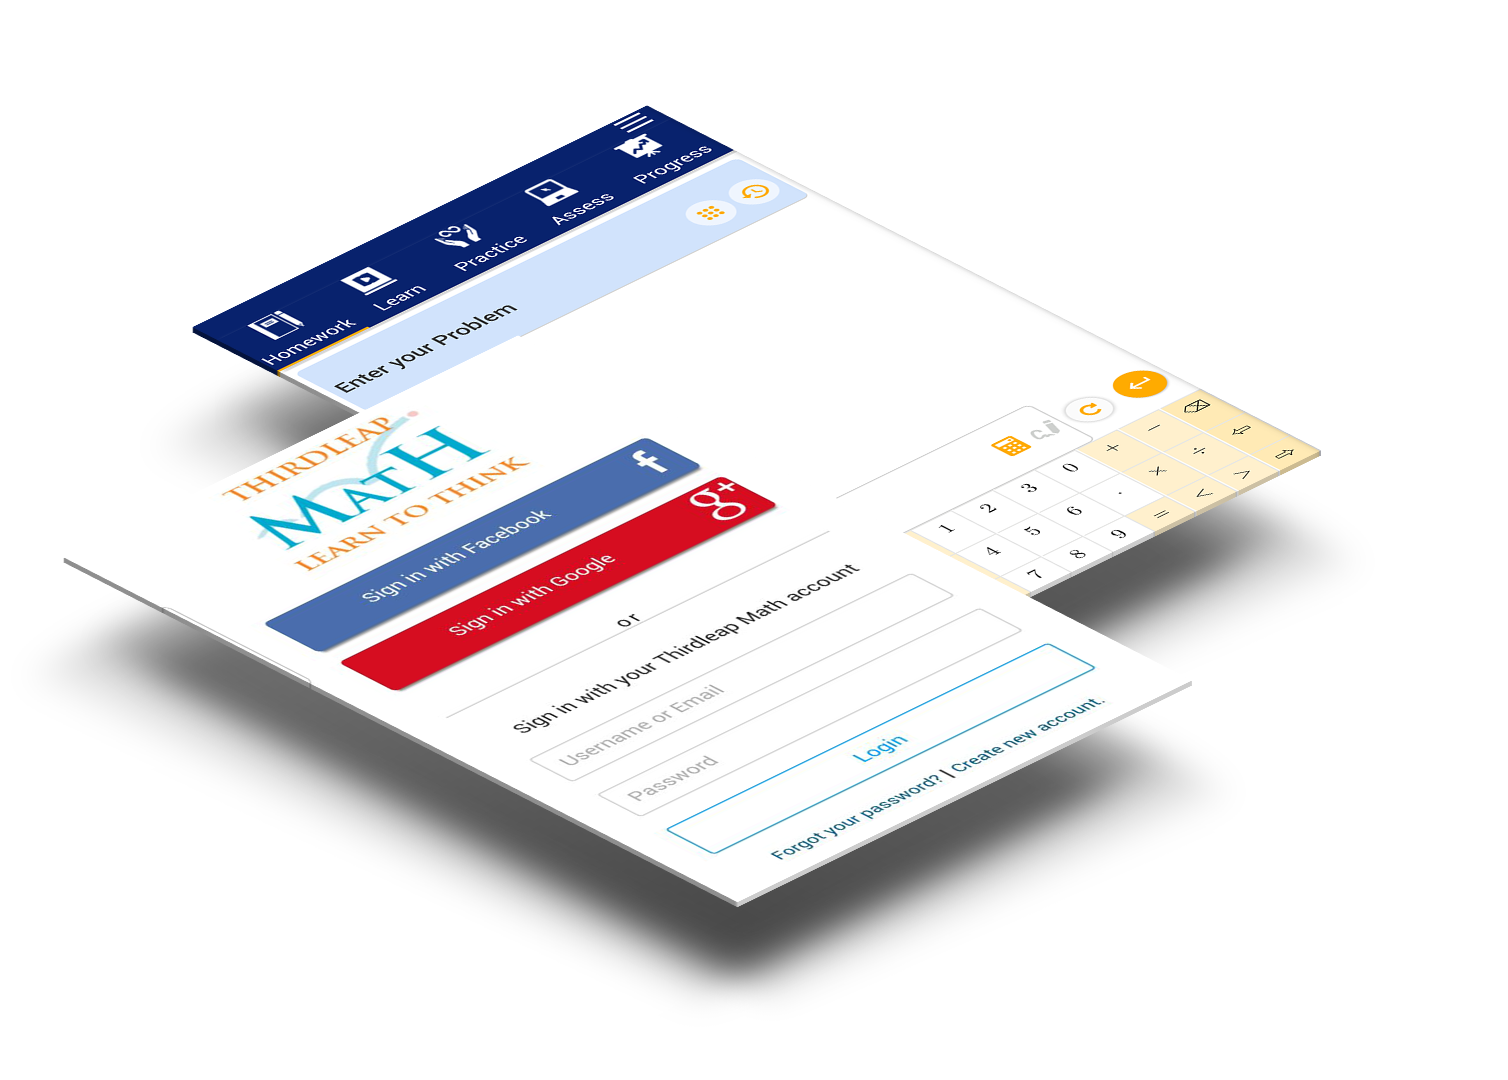 Homework
Learn
Practice
Assess
Progress
Enter your Problem
1 2 3 0 + −
4 5 6 . × ÷
7 8 9 = < >
THIRDLEAP
MATH
LEARN TO THINK
Sign in with Facebook f
Sign in with Google g+
or
Sign in with your Thirdleap Math account
Username or Email
Password
Login
Forgot your password? | Create new account.